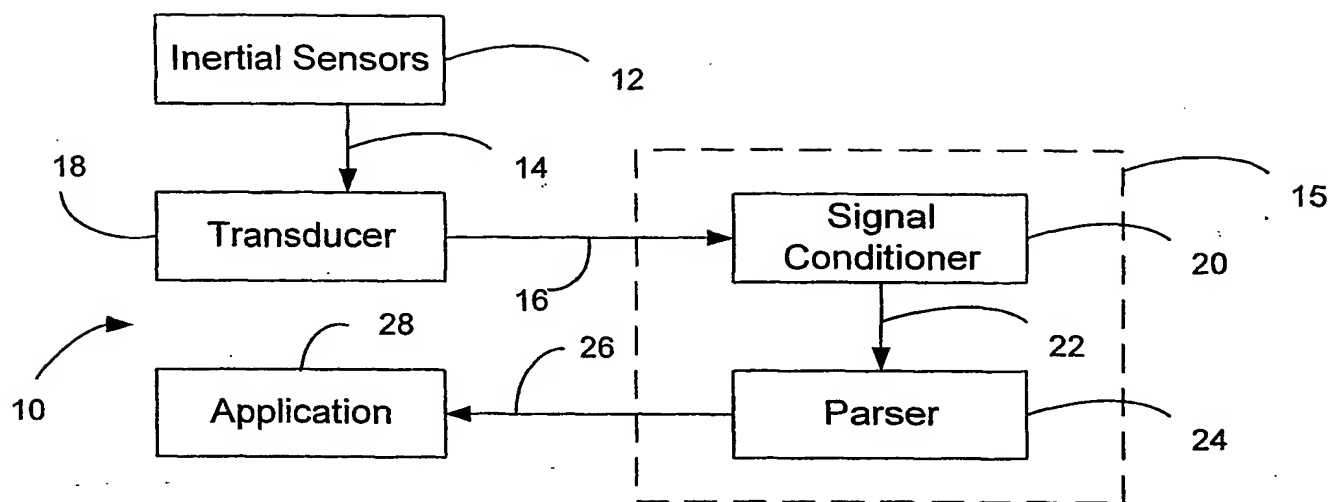 Inertial Sensors
12
14
18
15
Transducer
Signal
Conditioner
20
16
28
26
22
10
Application
Parser
24